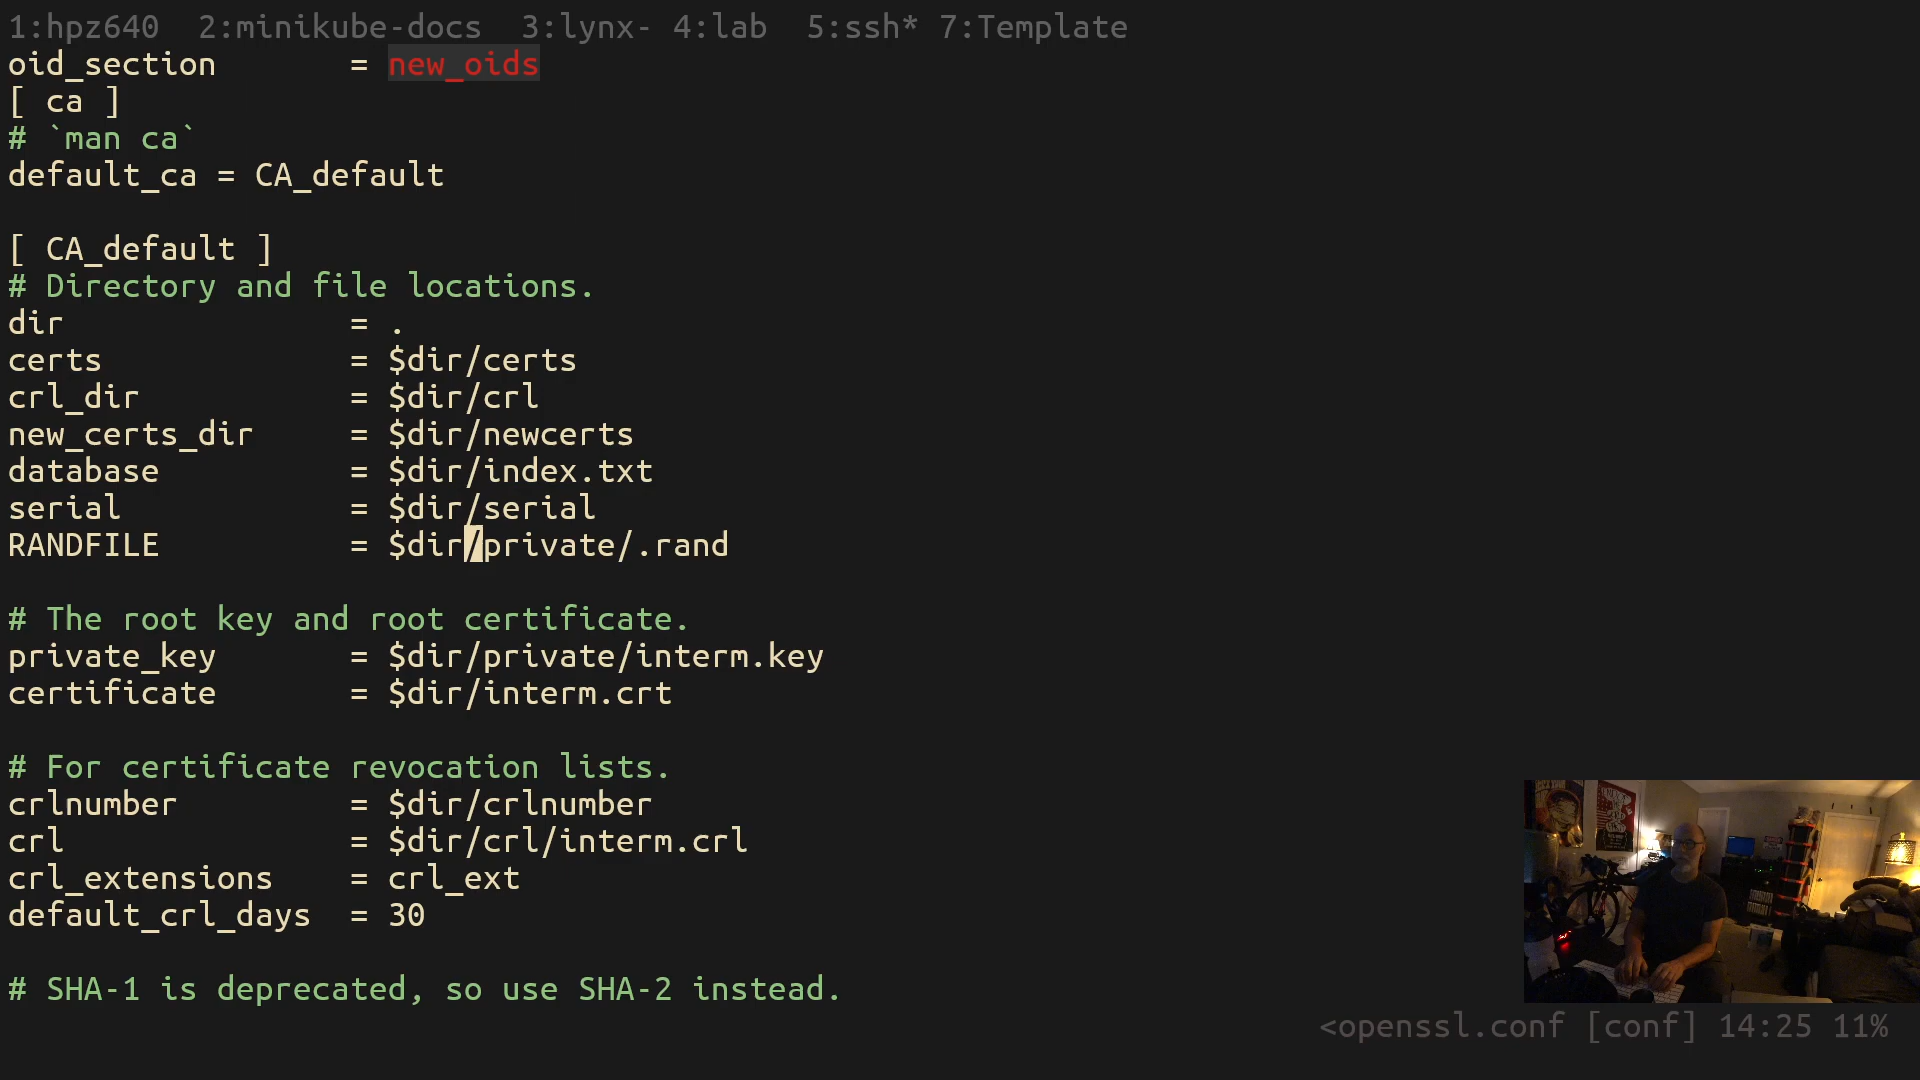 1:hpz640  2:minikube-docs  3:lynx- 4:lab  5:ssh* 7:Template
oid_section       = new_oids
[ ca ]
# `man ca`
default_ca = CA_default
[ CA_default ]
# Directory and file locations.
dir               = .
certs             = $dir/certs
crl_dir           = $dir/crl
new_certs_dir     = $dir/newcerts
database          = $dir/index.txt
serial            = $dir/serial
RANDFILE          = $dir/private/.rand
# The root key and root certificate.
private_key       = $dir/private/interm.key
certificate       = $dir/interm.crt
# For certificate revocation lists.
crlnumber         = $dir/crlnumber
crl               = $dir/crl/interm.crl
crl_extensions    = crl_ext
default_crl_days  = 30
# SHA-1 is deprecated, so use SHA-2 instead.
<openssl.conf [conf] 14:25 11%